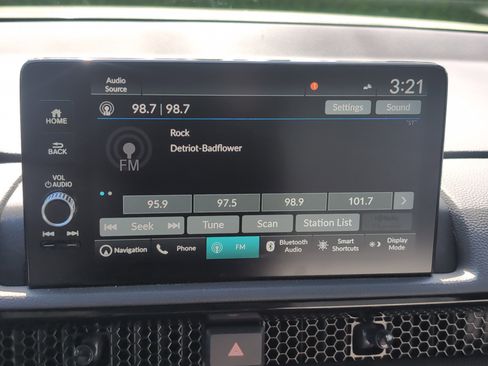 Audio
Source
3:21
98.7 | 98.7
Settings
Sound
"ST"
HOME
Rock
Detriot-Badflower
BACK
FM
VOL
AUDIO
95.9
97.5
98.9
101.7
Seek
Tune
Scan
Station List
Navigation
Phone
FM
Bluetooth
Audio
Smart
Shortcuts
Display
Mode